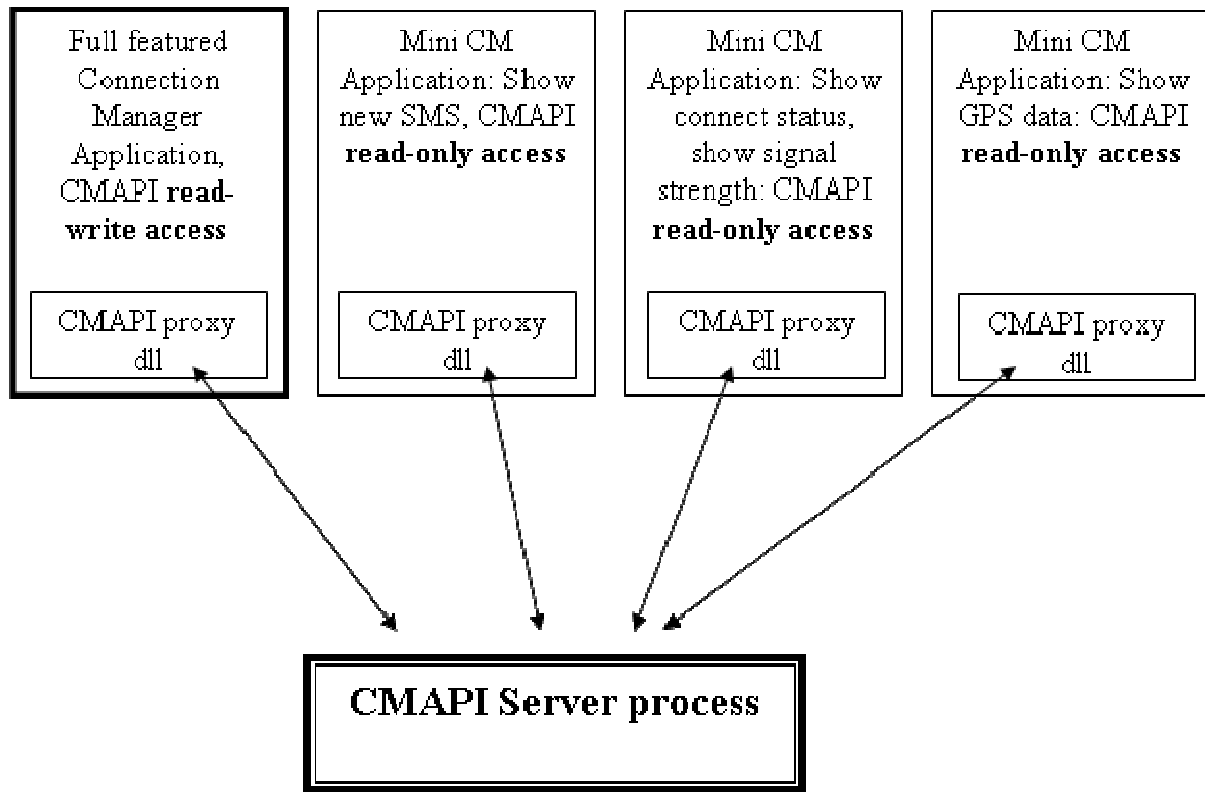 Full featured
Connection
Manager
Application,
CMAPI read-
write access
CMAPI proxy
dll
Mini CM
Application: Show
new SMS, CMAPI
read-only access
CMAPI proxy
dll
Mini CM
Application: Show
connect status,
show signal
strength: CMAPI
read-only access
CMAPI proxy
dll
Mini CM
Application: Show
GPS data: CMAPI
read-only access
CMAPI proxy
dll
CMAPI Server process